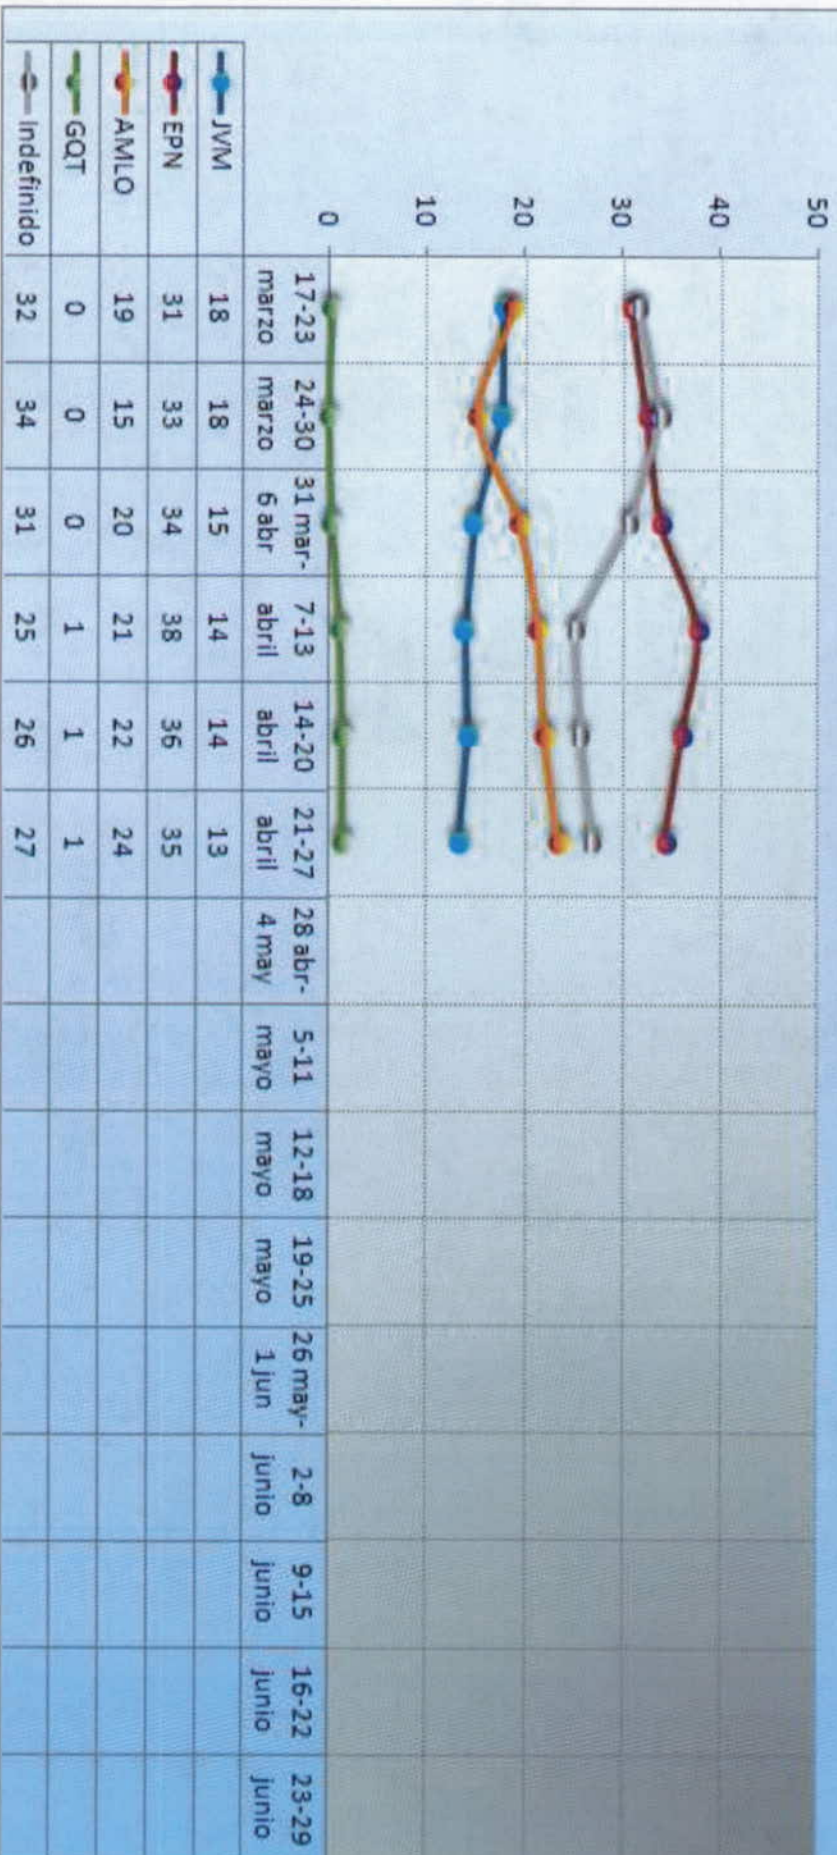 50
40
30
20
10
0
17-23 marzo
24-30 marzo
31 mar- 6 abr
7-13 abril
14-20 abril
21-27 abril
28 abr- 4 may
5-11 mayo
12-18 mayo
19-25 mayo
26 may- 1 jun
2-8 junio
9-15 junio
16-22 junio
23-29 junio
JVM 18 18 15 14 14 13
EPN 31 33 34 38 36 35
AMLO 19 15 20 21 22 24
GQT 0 0 0 1 1 1
Indefinido 32 34 31 25 26 27